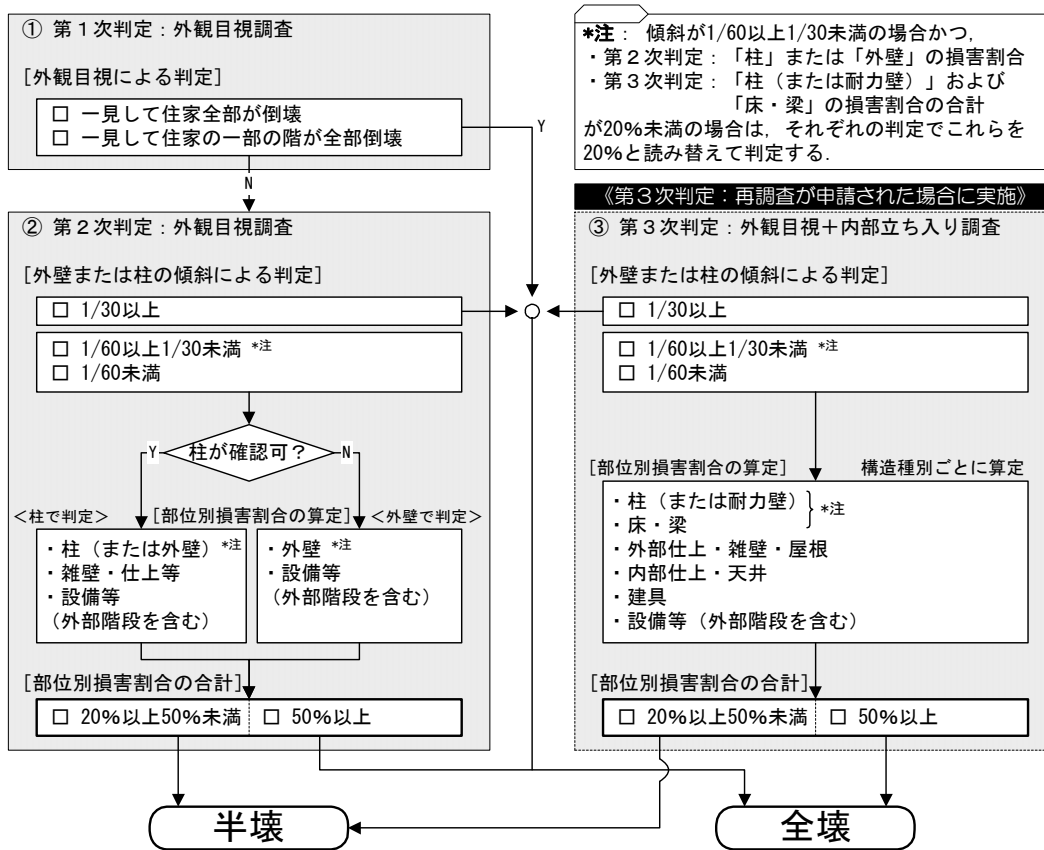 ① 第１次判定：外観目視調査
[外観目視による判定]
□ 一見して住家全部が倒壊
□ 一見して住家の一部の階が全部倒壊
Y
N
*注： 傾斜が1/60以上1/30未満の場合かつ，
・第２次判定：「柱」または「外壁」の損害割合
・第３次判定：「柱（または耐力壁）」および
「床・梁」の損害割合の合計
が20％未満の場合は，それぞれの判定でこれらを
20％と読み替えて判定する．
② 第２次判定：外観目視調査
[外壁または柱の傾斜による判定]
□ 1/30以上
□ 1/60以上1/30未満 *注
□ 1/60未満
柱が確認可？
Y
N
＜柱で判定＞
[部位別損害割合の算定]
＜外壁で判定＞
・柱（または外壁）*注
・雑壁・仕上等
・設備等
（外部階段を含む）
・外壁 *注
・設備等
（外部階段を含む）
[部位別損害割合の合計]
□ 20％以上50％未満
□ 50％以上
《第３次判定：再調査が申請された場合に実施》
③ 第３次判定：外観目視＋内部立ち入り調査
[外壁または柱の傾斜による判定]
□ 1/30以上
□ 1/60以上1/30未満 *注
□ 1/60未満
[部位別損害割合の算定]
構造種別ごとに算定
・柱（または耐力壁）
・床・梁
*注
・外部仕上・雑壁・屋根
・内部仕上・天井
・建具
・設備等（外部階段を含む）
[部位別損害割合の合計]
□ 20％以上50％未満
□ 50％以上
半壊
全壊